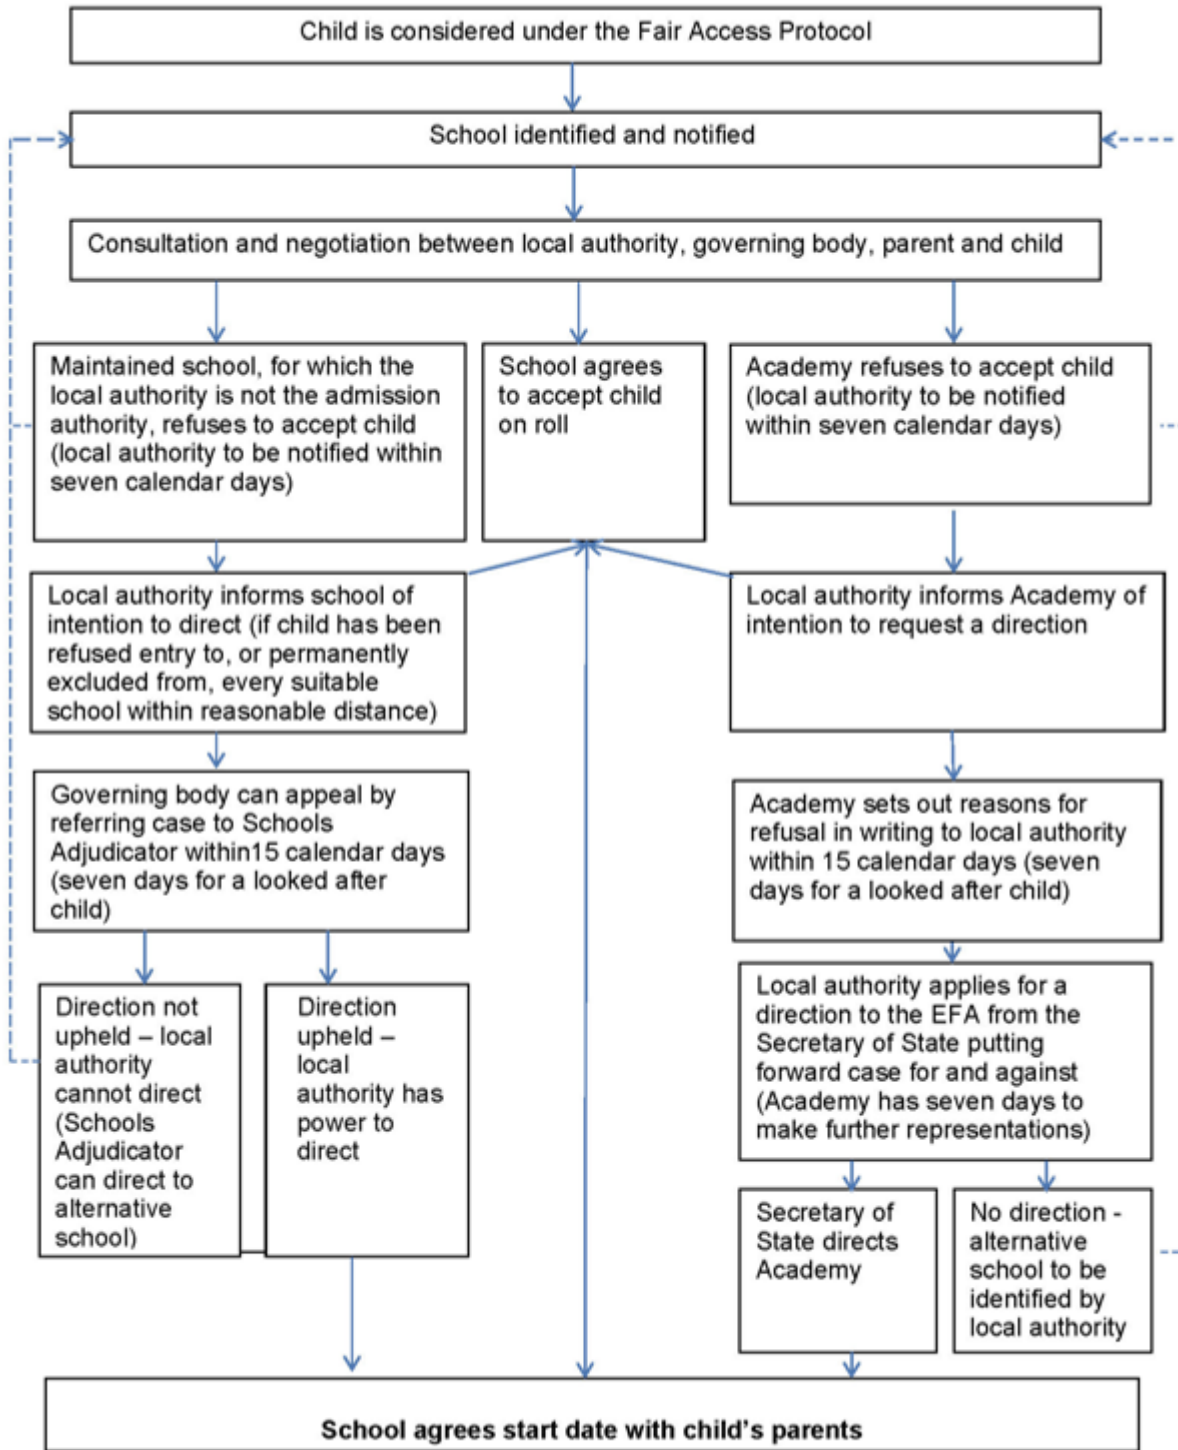 Child is considered under the Fair Access Protocol
School identified and notified
Consultation and negotiation between local authority, governing body, parent and child
Maintained school, for which the
local authority is not the admission
authority, refuses to accept child
(local authority to be notified within
seven calendar days)
School agrees
to accept child
on roll
Academy refuses to accept child
(local authority to be notified
within seven calendar days)
Local authority informs school of
intention to direct (if child has been
refused entry to, or permanently
excluded from, every suitable
school within reasonable distance)
Local authority informs Academy of
intention to request a direction
Governing body can appeal by
referring case to Schools
Adjudicator within15 calendar days
(seven days for a looked after
child)
Academy sets out reasons for
refusal in writing to local authority
within 15 calendar days (seven
days for a looked after child)
Direction not
upheld – local
authority
cannot direct
(Schools
Adjudicator
can direct to
alternative
school)
Direction
upheld –
local
authority has
power to
direct
Local authority applies for a
direction to the EFA from the
Secretary of State putting
forward case for and against
(Academy has seven days to
make further representations)
Secretary of
State directs
Academy
No direction -
alternative
school to be
identified by
local authority
School agrees start date with child's parents